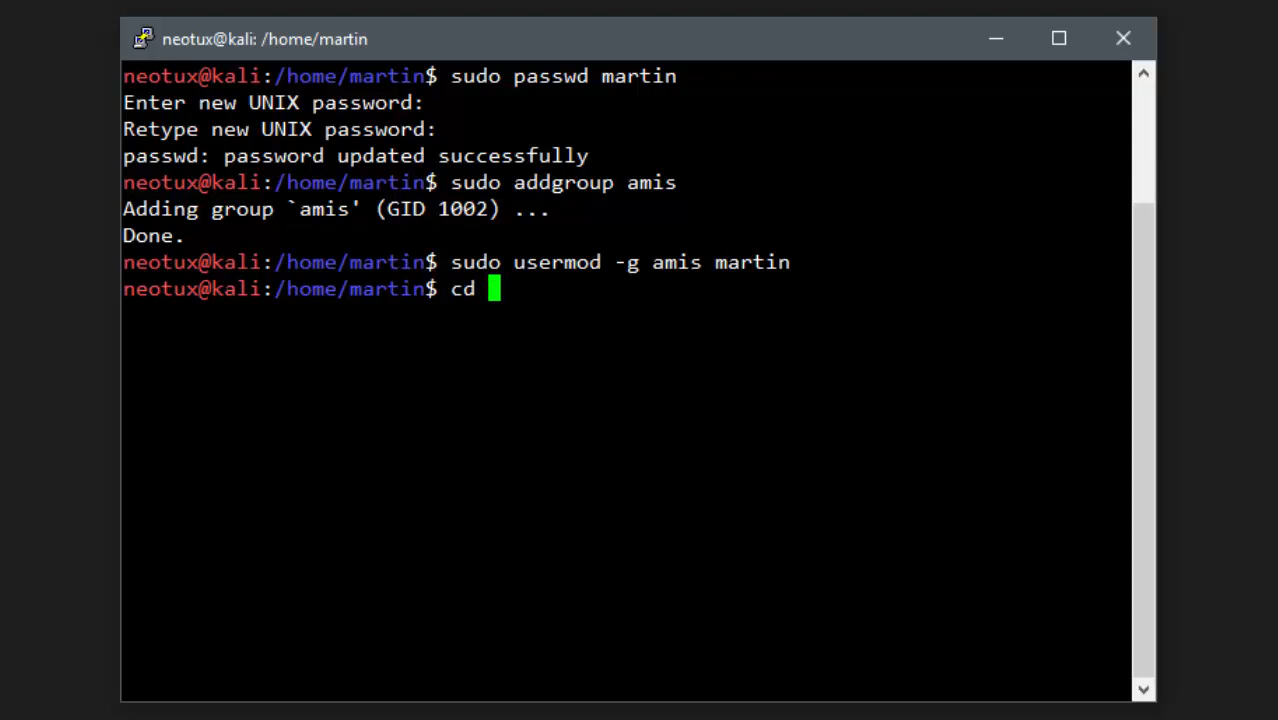 neotux@kali: /home/martin
neotux@kali:/home/martin$ sudo passwd martin
Enter new UNIX password:
Retype new UNIX password:
passwd: password updated successfully
neotux@kali:/home/martin$ sudo addgroup amis
Adding group `amis' (GID 1002) ...
Done.
neotux@kali:/home/martin$ sudo usermod -g amis martin
neotux@kali:/home/martin$ cd